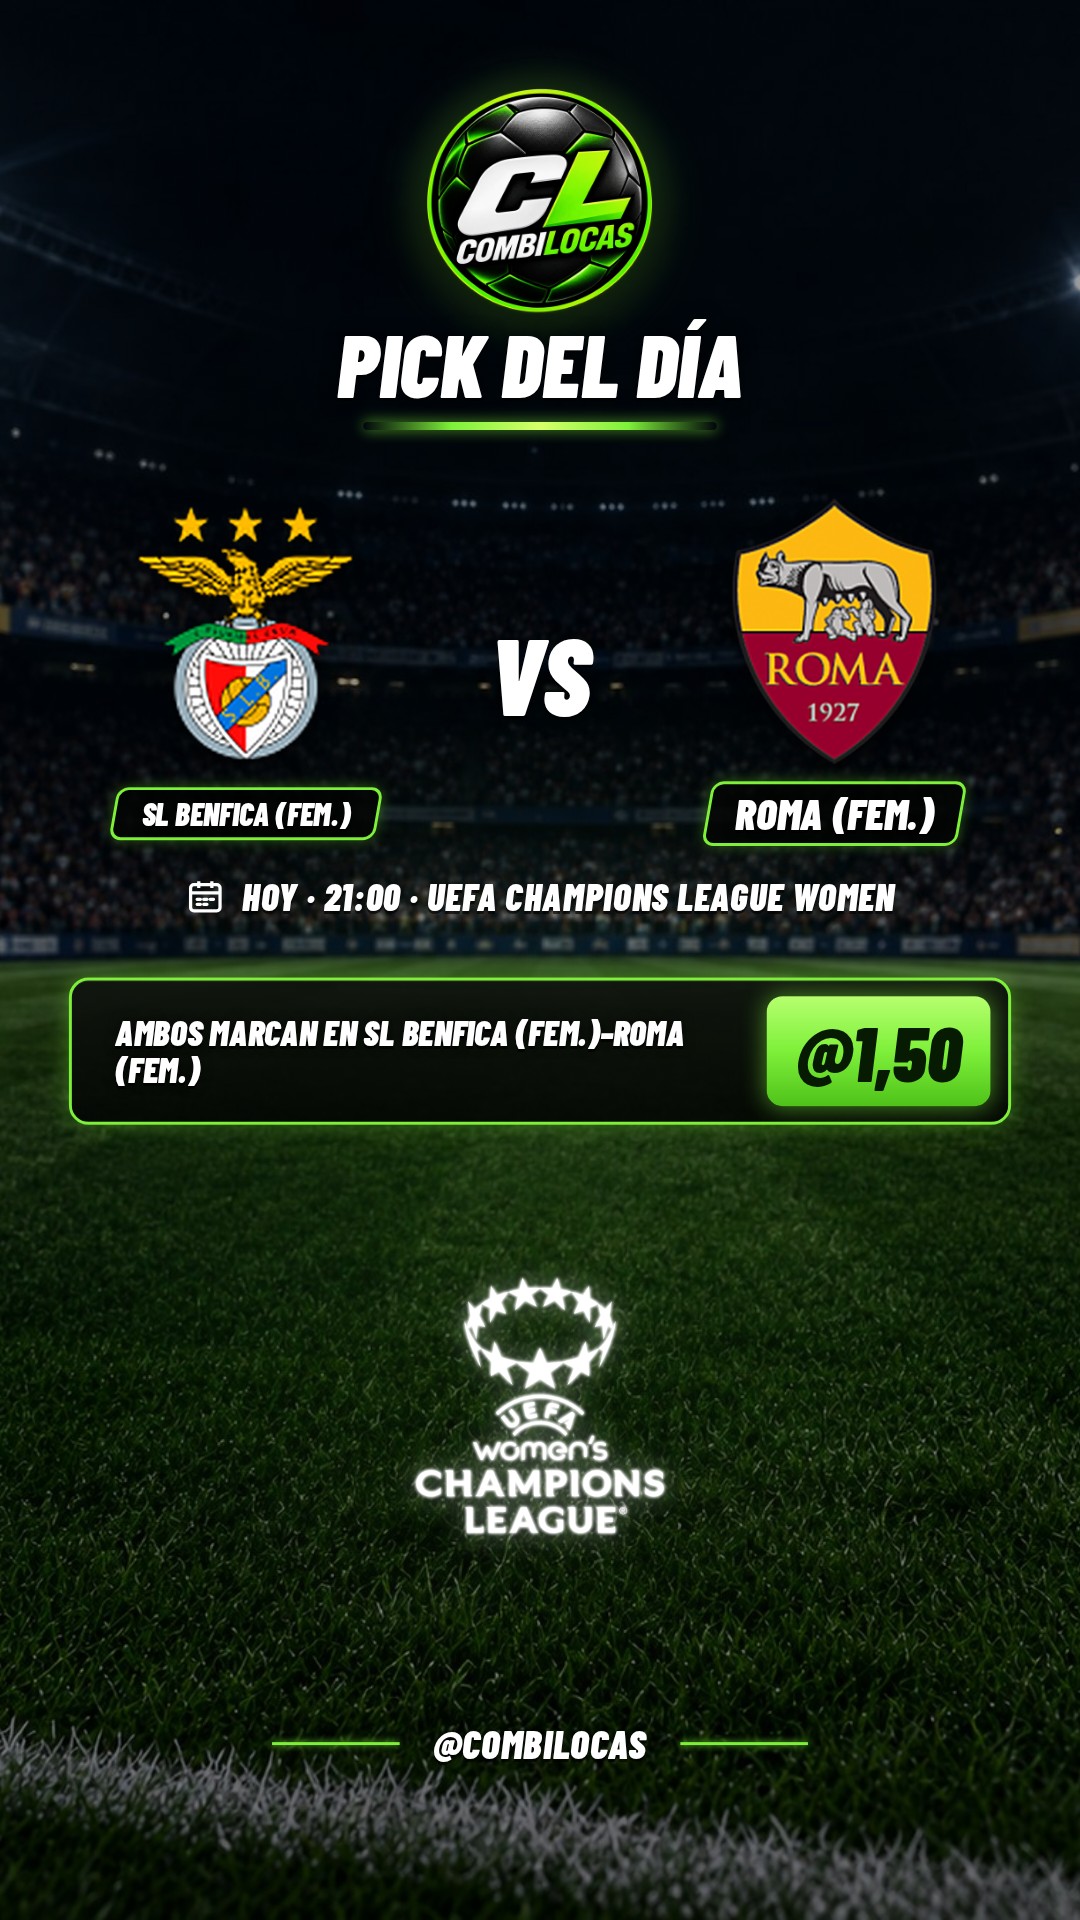 CL
COMBILOCAS
PICK DEL DÍA
VS
ROMA
1927
SL BENFICA (FEM.)
ROMA (FEM.)
HOY · 21:00 · UEFA CHAMPIONS LEAGUE WOMEN
AMBOS MARCAN EN SL BENFICA (FEM.)-ROMA
(FEM.)
@1,50
UEFA
women's
CHAMPIONS
LEAGUE®
@COMBILOCAS